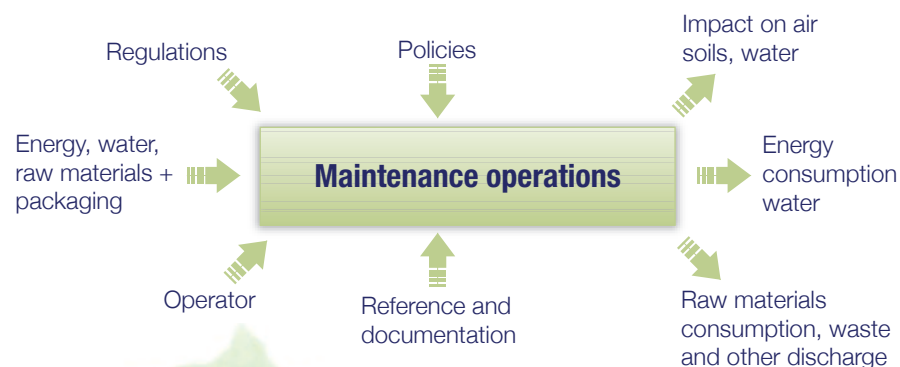 Regulations
Policies
Impact on air
soils, water
Energy, water,
raw materials +
packaging
Maintenance operations
Energy
consumption
water
Operator
Reference and
documentation
Raw materials
consumption, waste
and other discharge